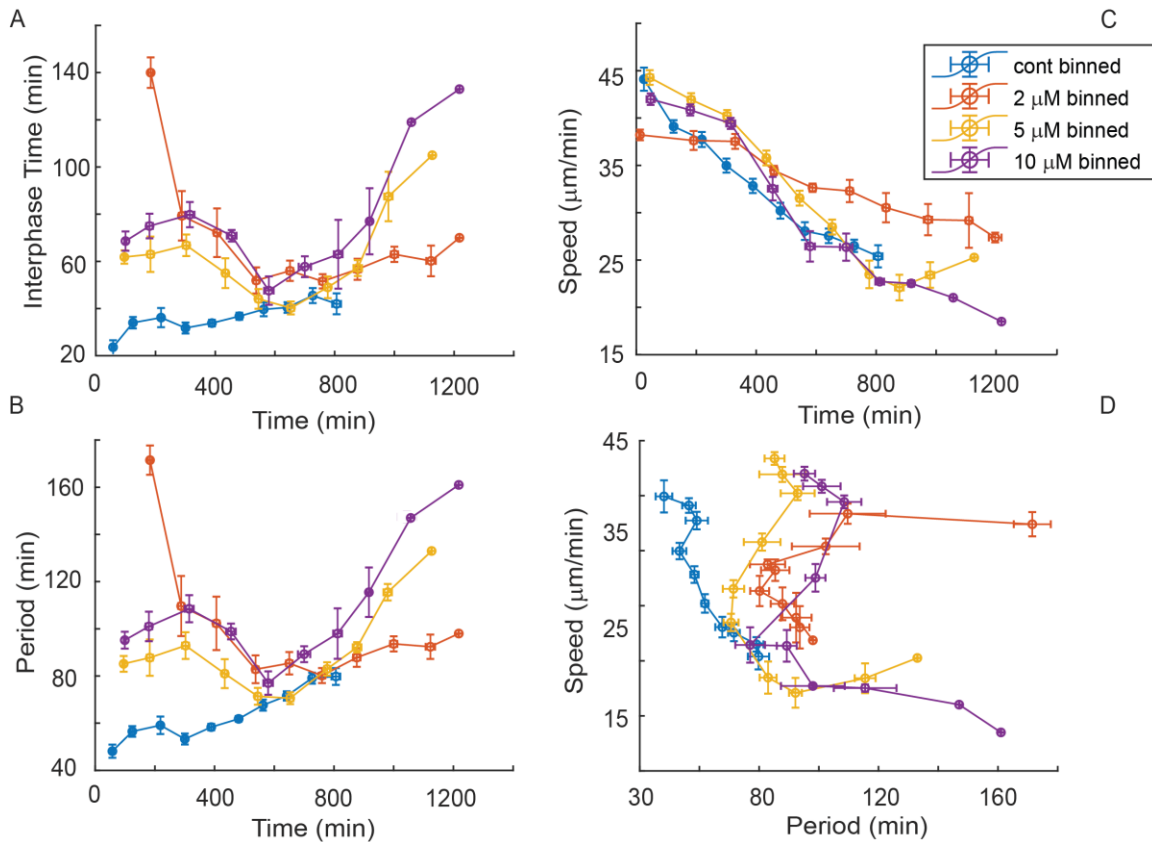 A
Interphase Time (min)
140
100
60
20
0 400 800 1200
Time (min)
B
Period (min)
160
120
80
40
0 400 800 1200
Time (min)
C
Speed (μm/min)
45
35
25
15
0 400 800 1200
Time (min)
cont binned
2 μM binned
5 μM binned
10 μM binned
D
Speed (μm/min)
45
35
25
15
30 80 120 160
Period (min)